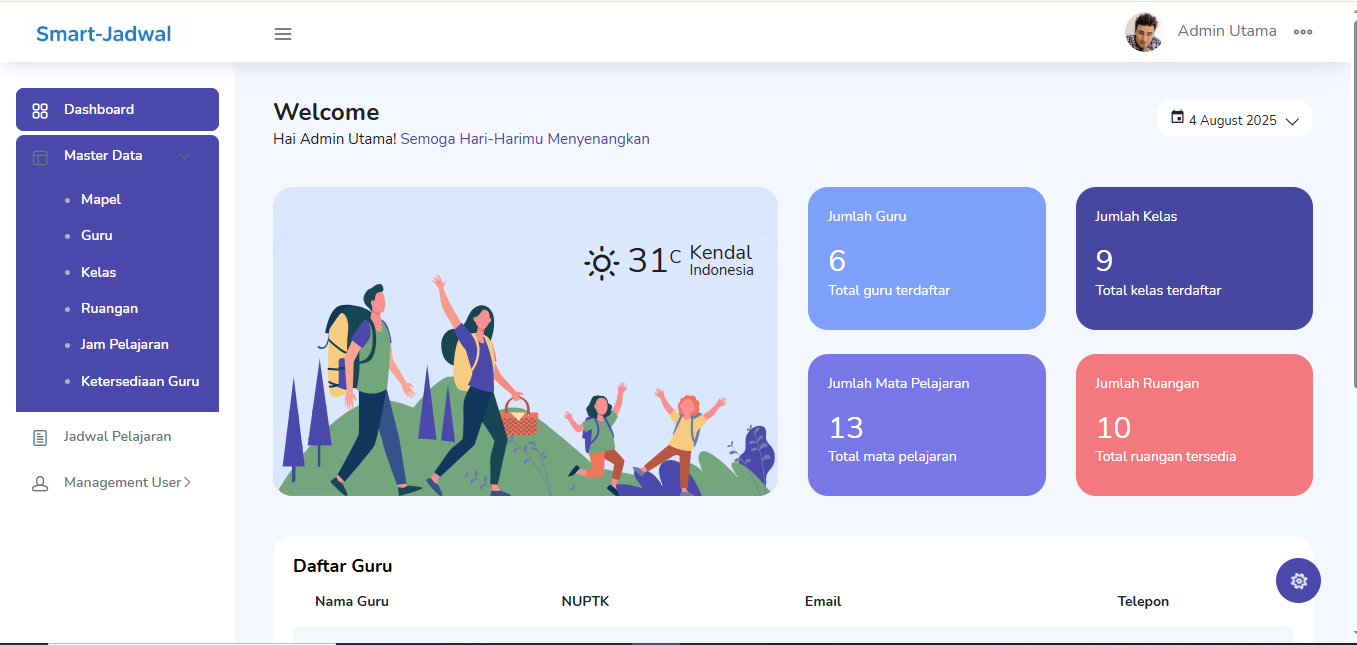 Smart-Jadwal
Admin Utama
Dashboard
Master Data
Mapel
Guru
Kelas
Ruangan
Jam Pelajaran
Ketersediaan Guru
Jadwal Pelajaran
Management User
Welcome
Hai Admin Utama! Semoga Hari-Harimu Menyenangkan
4 August 2025
31C Kendal
Indonesia
Jumlah Guru
6
Total guru terdaftar
Jumlah Kelas
9
Total kelas terdaftar
Jumlah Mata Pelajaran
13
Total mata pelajaran
Jumlah Ruangan
10
Total ruangan tersedia
Daftar Guru
Nama Guru NUPTK Email Telepon